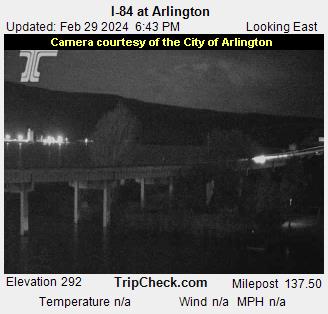 I-84 at Arlington
Updated: Feb 29 2024 6:43 PM Looking East
Camera courtesy of the City of Arlington
Elevation 292 TripCheck.com Milepost 137.50
Temperature n/a Wind n/a MPH n/a